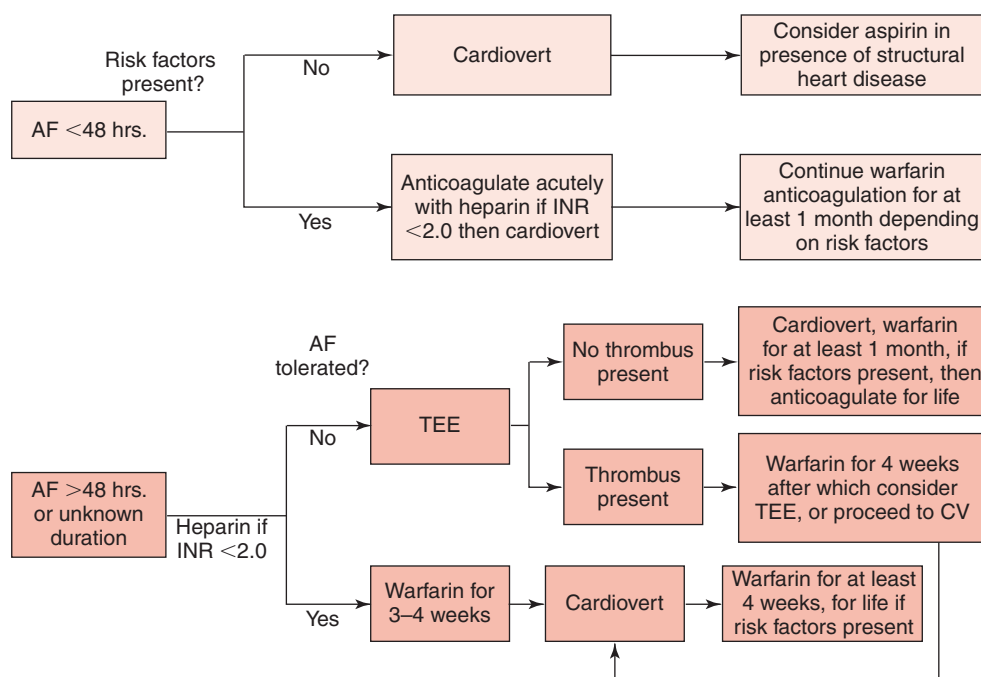 Risk factors
present?
AF <48 hrs.
No
Cardiovert
Consider aspirin in
presence of structural
heart disease
Yes
Anticoagulate acutely
with heparin if INR
<2.0 then cardiovert
Continue warfarin
anticoagulation for at
least 1 month depending
on risk factors
AF >48 hrs.
or unknown
duration
Heparin if
INR <2.0
AF
tolerated?
No
TEE
No thrombus
present
Cardiovert, warfarin
for at least 1 month, if
risk factors present, then
anticoagulate for life
Thrombus
present
Warfarin for 4 weeks
after which consider
TEE, or proceed to CV
Yes
Warfarin for
3–4 weeks
Cardiovert
Warfarin for at least
4 weeks, for life if
risk factors present